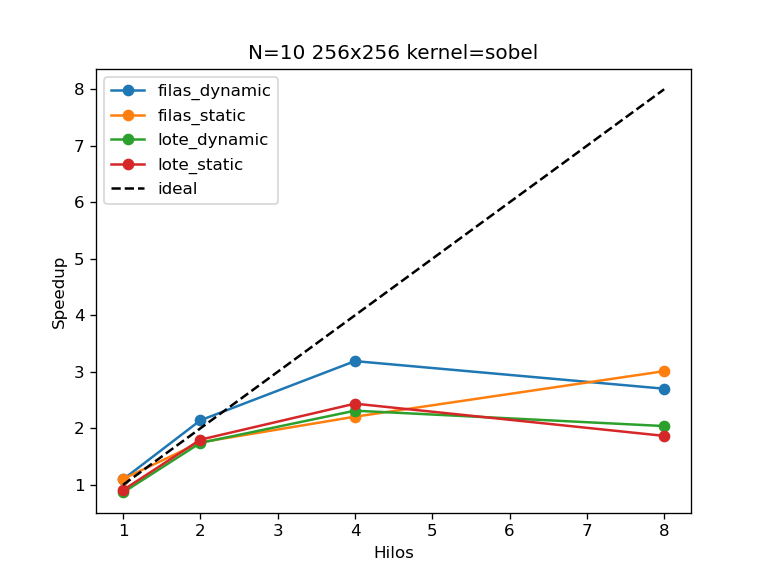 N=10 256x256 kernel=sobel
filas_dynamic
filas_static
lote_dynamic
lote_static
ideal
8
7
6
5
4
3
2
1
Speedup
1 2 3 4 5 6 7 8
Hilos